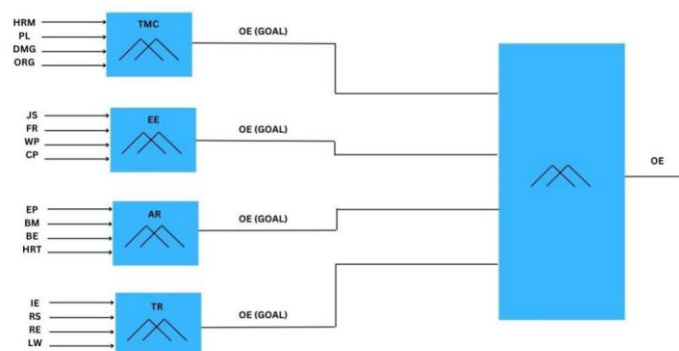 HRM
PL
DMG
ORG
TMC
OE (GOAL)
JS
FR
WP
CP
EE
OE (GOAL)
EP
BM
BE
HRT
AR
OE (GOAL)
IE
RS
RE
LW
TR
OE (GOAL)
OE